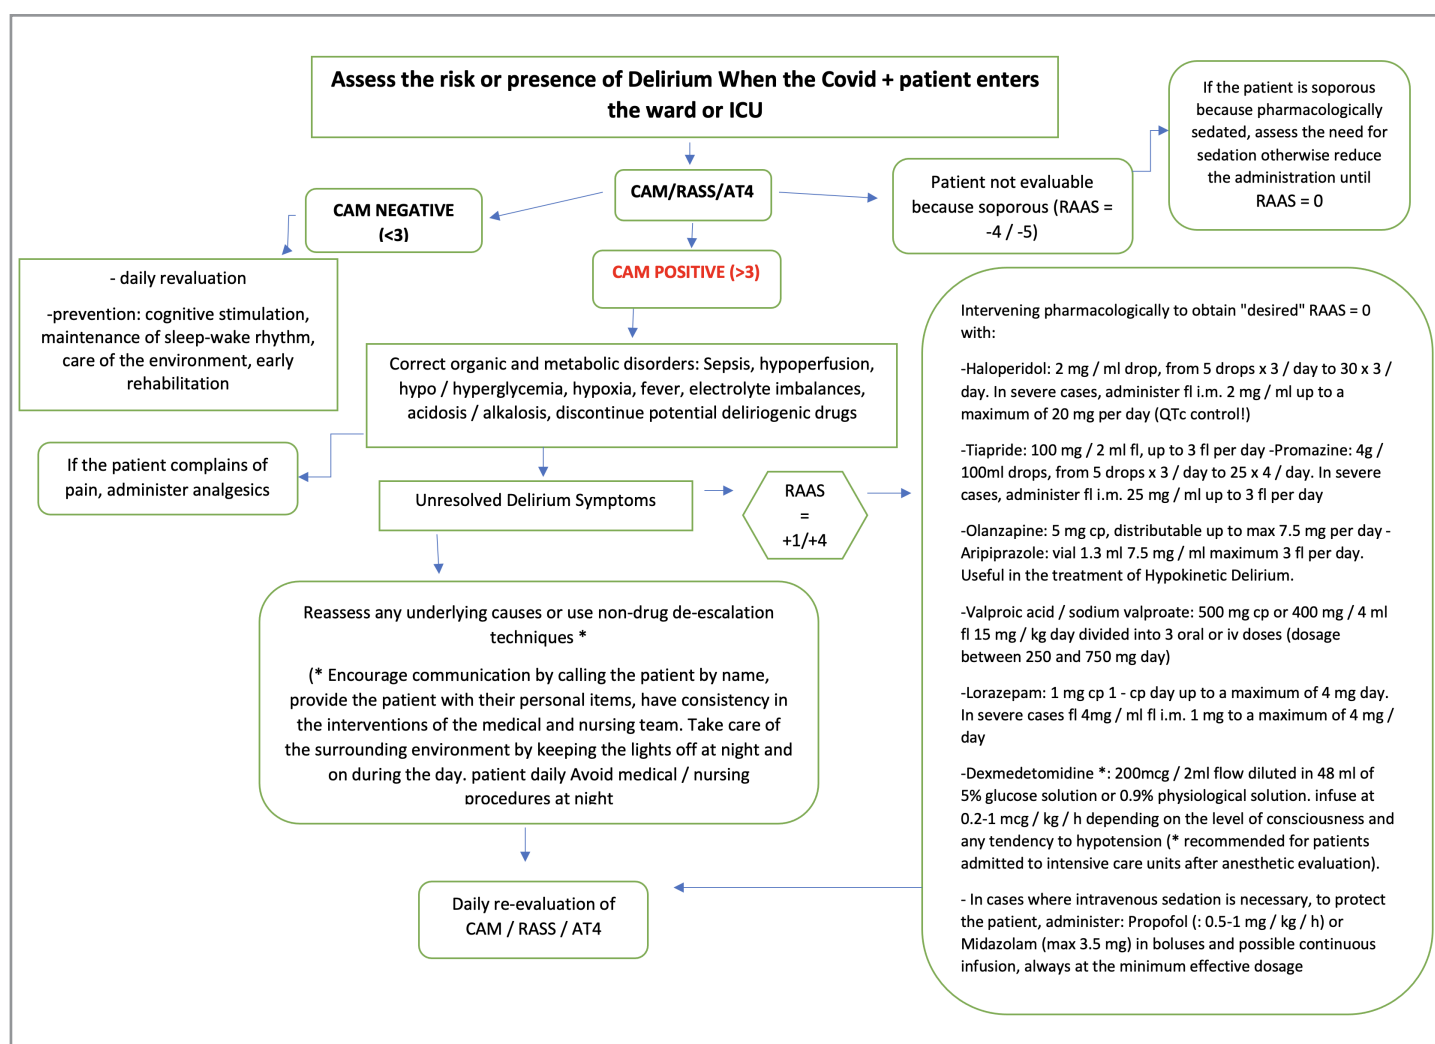 Assess the risk or presence of Delirium When the Covid + patient enters
the ward or ICU
If the patient is soporous
because pharmacologically
sedated, assess the need for
sedation otherwise reduce
the administration until
RAAS = 0
CAM/RASS/AT4
Patient not evaluable
because soporous (RAAS =
-4 / -5)
CAM NEGATIVE
(<3)
CAM POSITIVE (>3)
- daily revaluation
-prevention: cognitive stimulation,
maintenance of sleep-wake rhythm,
care of the environment, early
rehabilitation
Correct organic and metabolic disorders: Sepsis, hypoperfusion,
hypo / hyperglycemia, hypoxia, fever, electrolyte imbalances,
acidosis / alkalosis, discontinue potential deliriogenic drugs
If the patient complains of
pain, administer analgesics
Unresolved Delirium Symptoms
RAAS
=
+1/+4
Reassess any underlying causes or use non-drug de-escalation
techniques *
(* Encourage communication by calling the patient by name,
provide the patient with their personal items, have consistency in
the interventions of the medical and nursing team. Take care of
the surrounding environment by keeping the lights off at night and
on during the day. patient daily Avoid medical / nursing
procedures at night
Intervening pharmacologically to obtain "desired" RAAS = 0
with:
-Haloperidol: 2 mg / ml drop, from 5 drops x 3 / day to 30 x 3 /
day. In severe cases, administer fl i.m. 2 mg / ml up to a
maximum of 20 mg per day (QTc control!)
-Tiapride: 100 mg / 2 ml fl, up to 3 fl per day -Promazine: 4g /
100ml drops, from 5 drops x 3 / day to 25 x 4 / day. In severe
cases, administer fl i.m. 25 mg / ml up to 3 fl per day
-Olanzapine: 5 mg cp, distributable up to max 7.5 mg per day -
Aripiprazole: vial 1.3 ml 7.5 mg / ml maximum 3 fl per day.
Useful in the treatment of Hypokinetic Delirium.
-Valproic acid / sodium valproate: 500 mg cp or 400 mg / 4 ml
fl 15 mg / kg day divided into 3 oral or iv doses (dosage
between 250 and 750 mg day)
-Lorazepam: 1 mg cp 1 - cp day up to a maximum of 4 mg day.
In severe cases fl 4mg / ml fl i.m. 1 mg to a maximum of 4 mg /
day
-Dexmedetomidine *: 200mcg / 2ml flow diluted in 48 ml of
5% glucose solution or 0.9% physiological solution. infuse at
0.2-1 mcg / kg / h depending on the level of consciousness and
any tendency to hypotension (* recommended for patients
admitted to intensive care units after anesthetic evaluation).
- In cases where intravenous sedation is necessary, to protect
the patient, administer: Propofol (: 0.5-1 mg / kg / h) or
Midazolam (max 3.5 mg) in boluses and possible continuous
infusion, always at the minimum effective dosage
Daily re-evaluation of
CAM / RASS / AT4